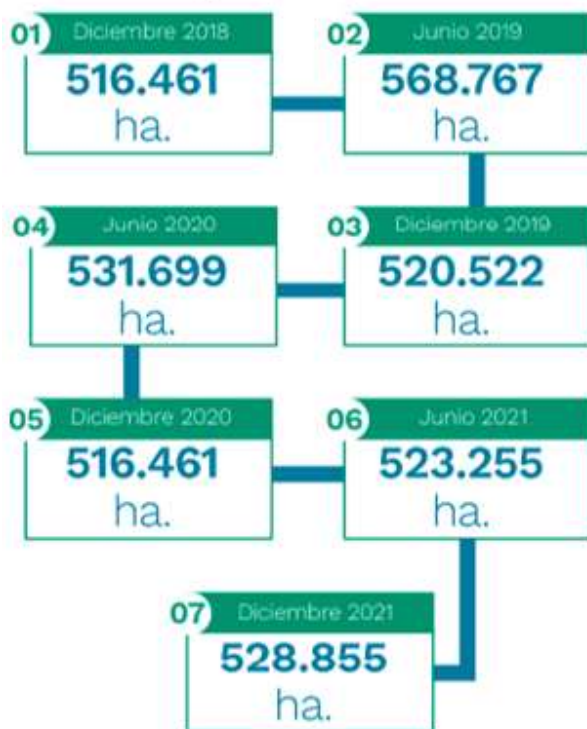 01 Diciembre 2018
516.461
ha.
02 Junio 2019
568.767
ha.
03 Diciembre 2019
520.522
ha.
04 Junio 2020
531.699
ha.
05 Diciembre 2020
516.461
ha.
06 Junio 2021
523.255
ha.
07 Diciembre 2021
528.855
ha.